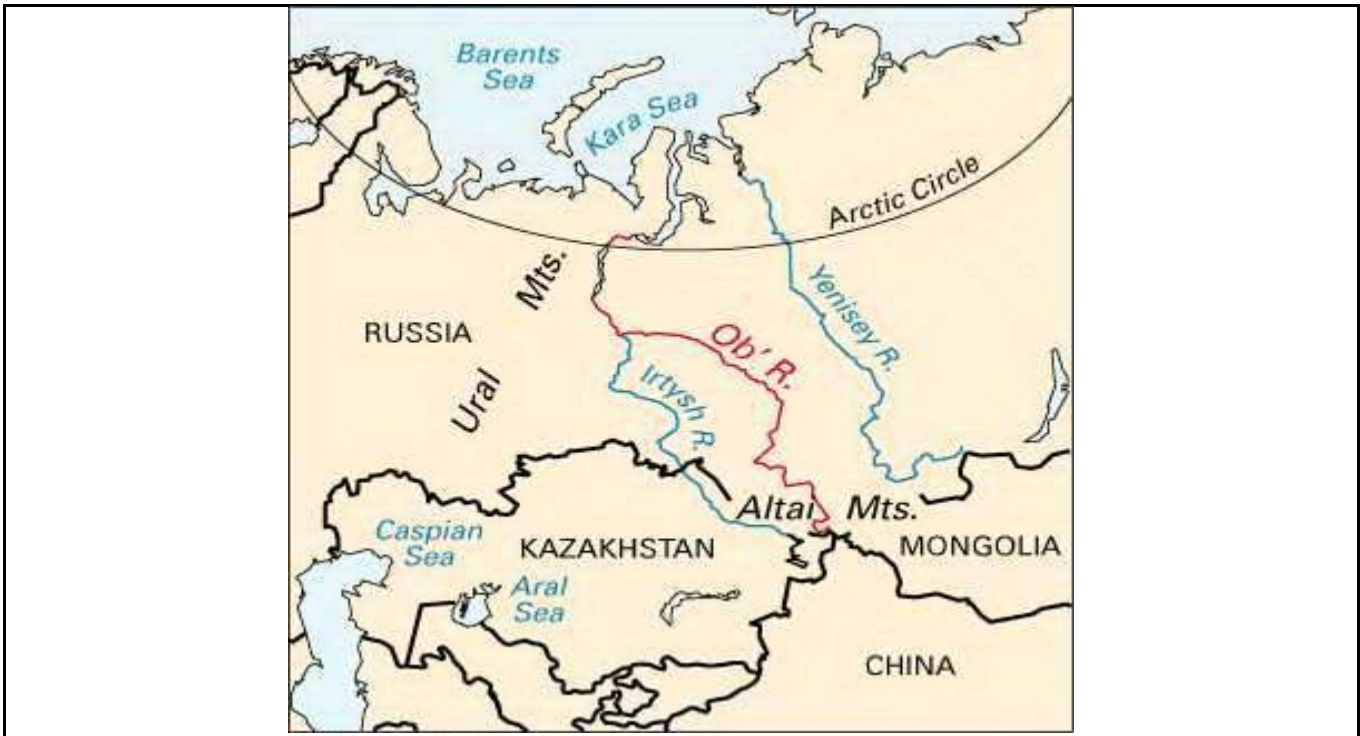 Barents
Sea
Kara Sea
Arctic Circle
Ural Mts.
RUSSIA
Yenisey R.
Ob' R.
Irtysh R.
Altai Mts.
Caspian
Sea
KAZAKHSTAN
MONGOLIA
Aral
Sea
CHINA